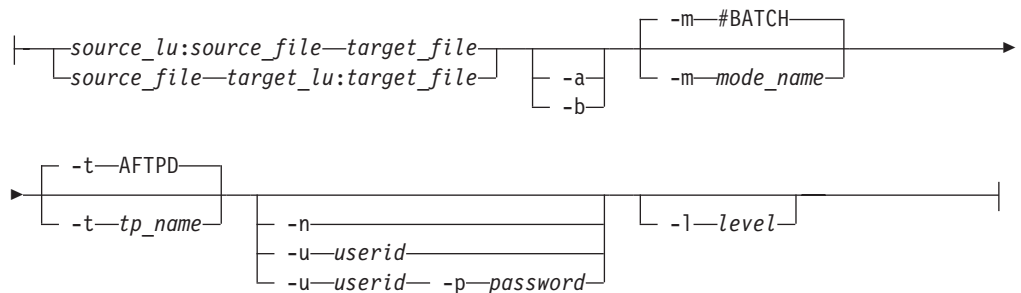 -m #BATCH
source_lu:source_file target_file
source_file target_lu:target_file
-a
-b
-m mode_name
-t AFTPD
-t tp_name
-n
-u userid
-u userid -p password
-l level